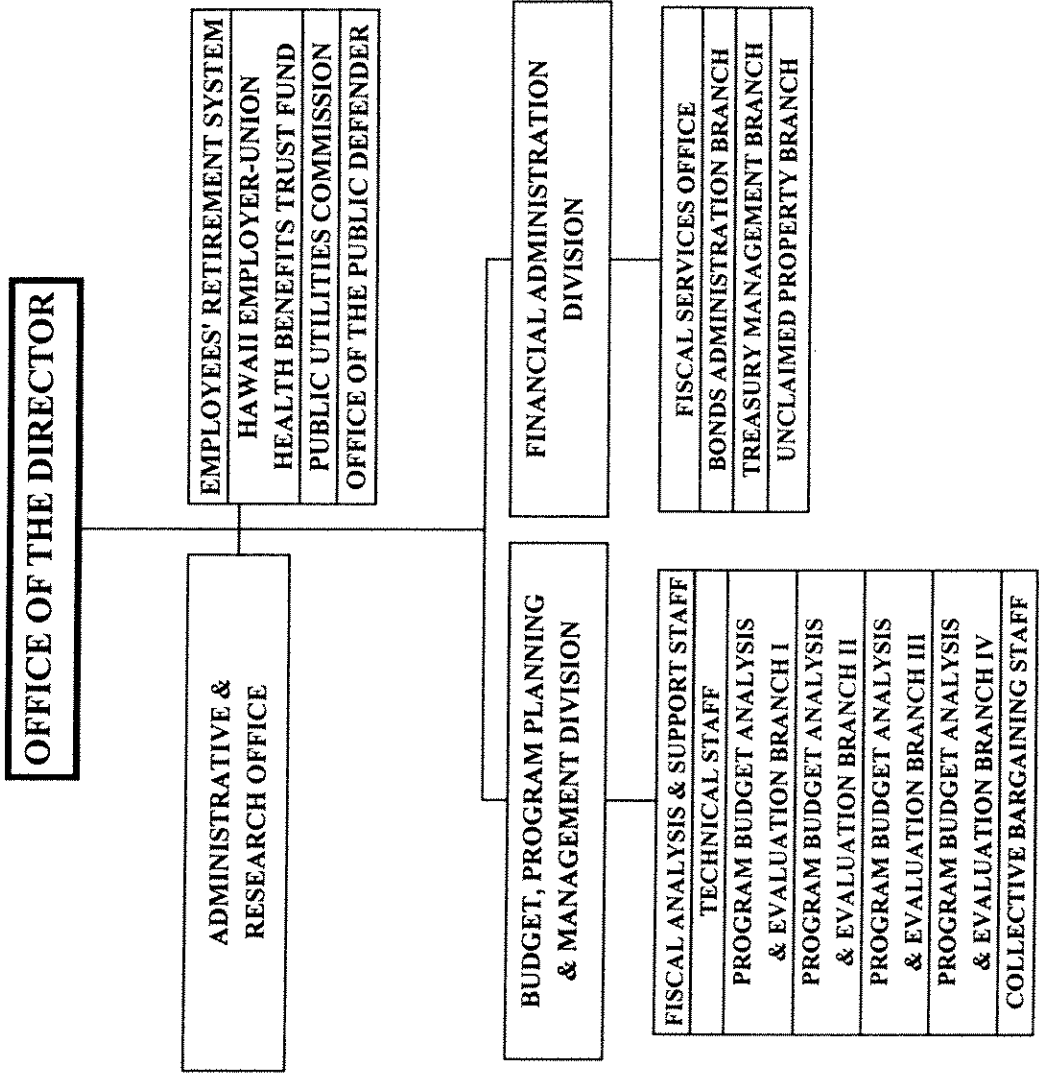 OFFICE OF THE DIRECTOR
ADMINISTRATIVE &
RESEARCH OFFICE
EMPLOYEES' RETIREMENT SYSTEM
HAWAII EMPLOYER-UNION
HEALTH BENEFITS TRUST FUND
PUBLIC UTILITIES COMMISSION
OFFICE OF THE PUBLIC DEFENDER
BUDGET, PROGRAM PLANNING
& MANAGEMENT DIVISION
FISCAL ANALYSIS & SUPPORT STAFF
TECHNICAL STAFF
PROGRAM BUDGET ANALYSIS
& EVALUATION BRANCH I
PROGRAM BUDGET ANALYSIS
& EVALUATION BRANCH II
PROGRAM BUDGET ANALYSIS
& EVALUATION BRANCH III
PROGRAM BUDGET ANALYSIS
& EVALUATION BRANCH IV
COLLECTIVE BARGAINING STAFF
FINANCIAL ADMINISTRATION
DIVISION
FISCAL SERVICES OFFICE
BONDS ADMINISTRATION BRANCH
TREASURY MANAGEMENT BRANCH
UNCLAIMED PROPERTY BRANCH